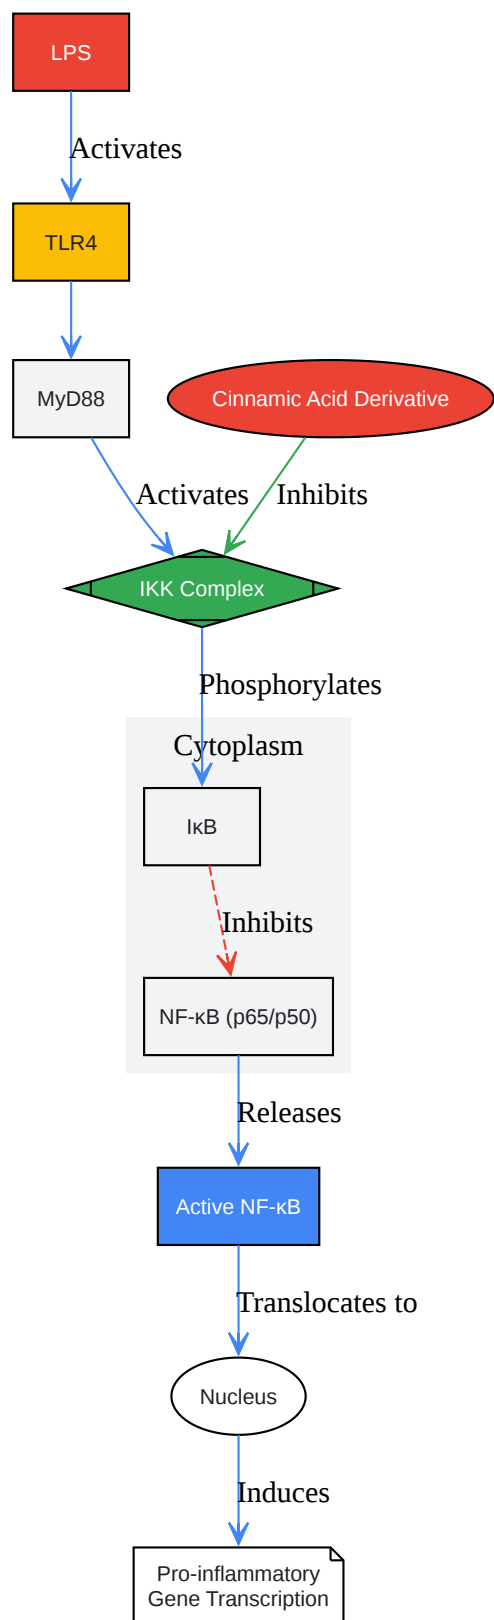 LPS
Activates
TLR4
MyD88
Cinnamic Acid Derivative
Activates
Inhibits
IKK Complex
Phosphorylates
Cytoplasm
IκB
Inhibits
NF-κB (p65/p50)
Releases
Active NF-κB
Translocates to
Nucleus
Induces
Pro-inflammatory
Gene Transcription